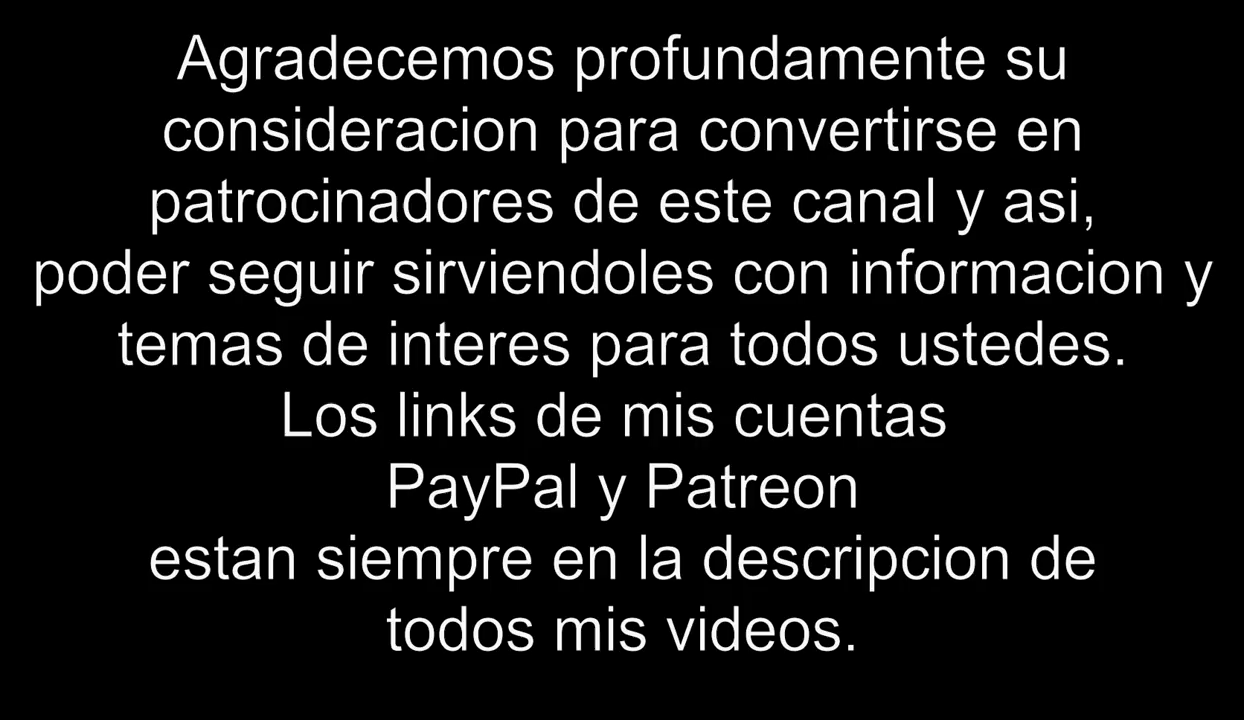 Agradecemos profundamente su
consideracion para convertirse en
patrocinadores de este canal y asi,
poder seguir sirviendoles con informacion y
temas de interes para todos ustedes.
Los links de mis cuentas
PayPal y Patreon
estan siempre en la descripcion de
todos mis videos.